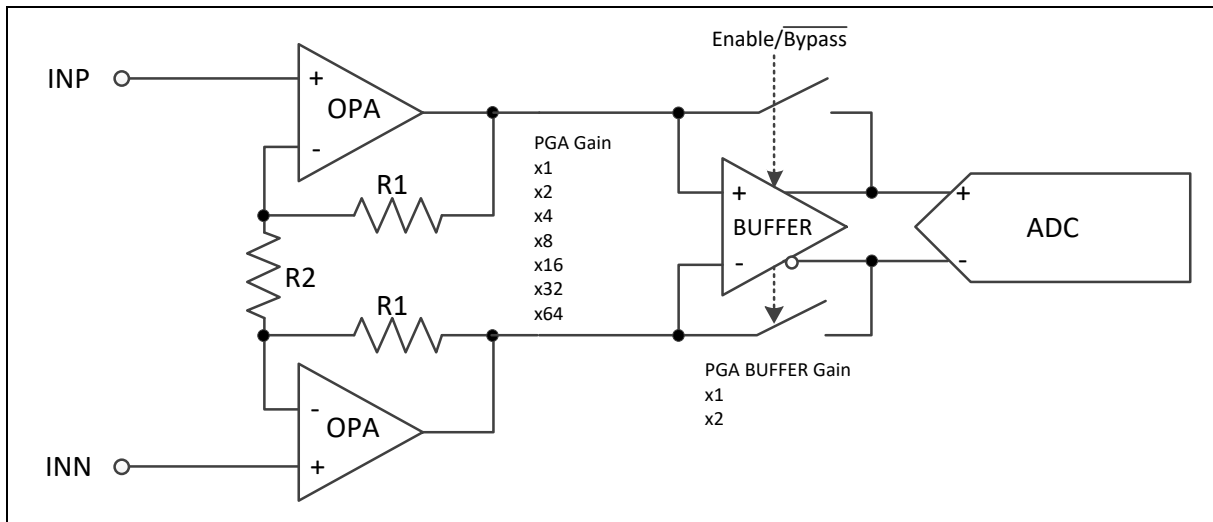 Enable/Bypass
INP
+
OPA
-
R1
R2
R1
-
OPA
+
INN
PGA Gain
x1
x2
x4
x8
x16
x32
x64
+
BUFFER
-
PGA BUFFER Gain
x1
x2
+
ADC
-